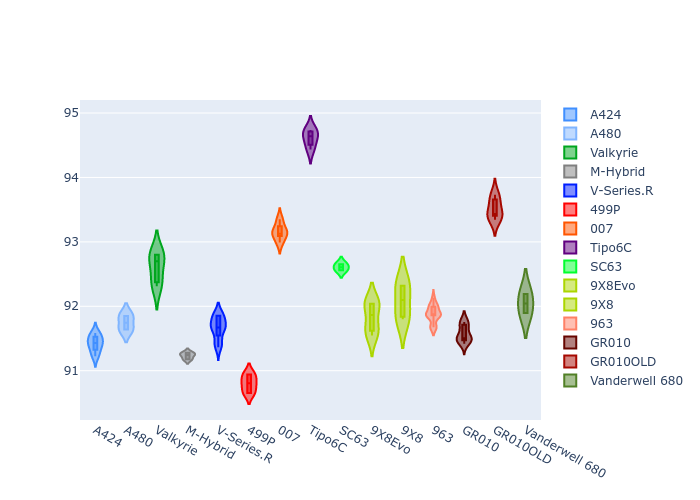 95
94
93
92
91
A424
A480
Valkyrie
M-Hybrid
V-Series.R
499P
007
Tipo6C
SC63
9X8Evo
9X8
963
GR010
GR010OLD
Vanderwell 680
A424
A480
Valkyrie
M-Hybrid
V-Series.R
499P
007
Tipo6C
SC63
9X8Evo
9X8
963
GR010
GR010OLD
Vanderwell 680